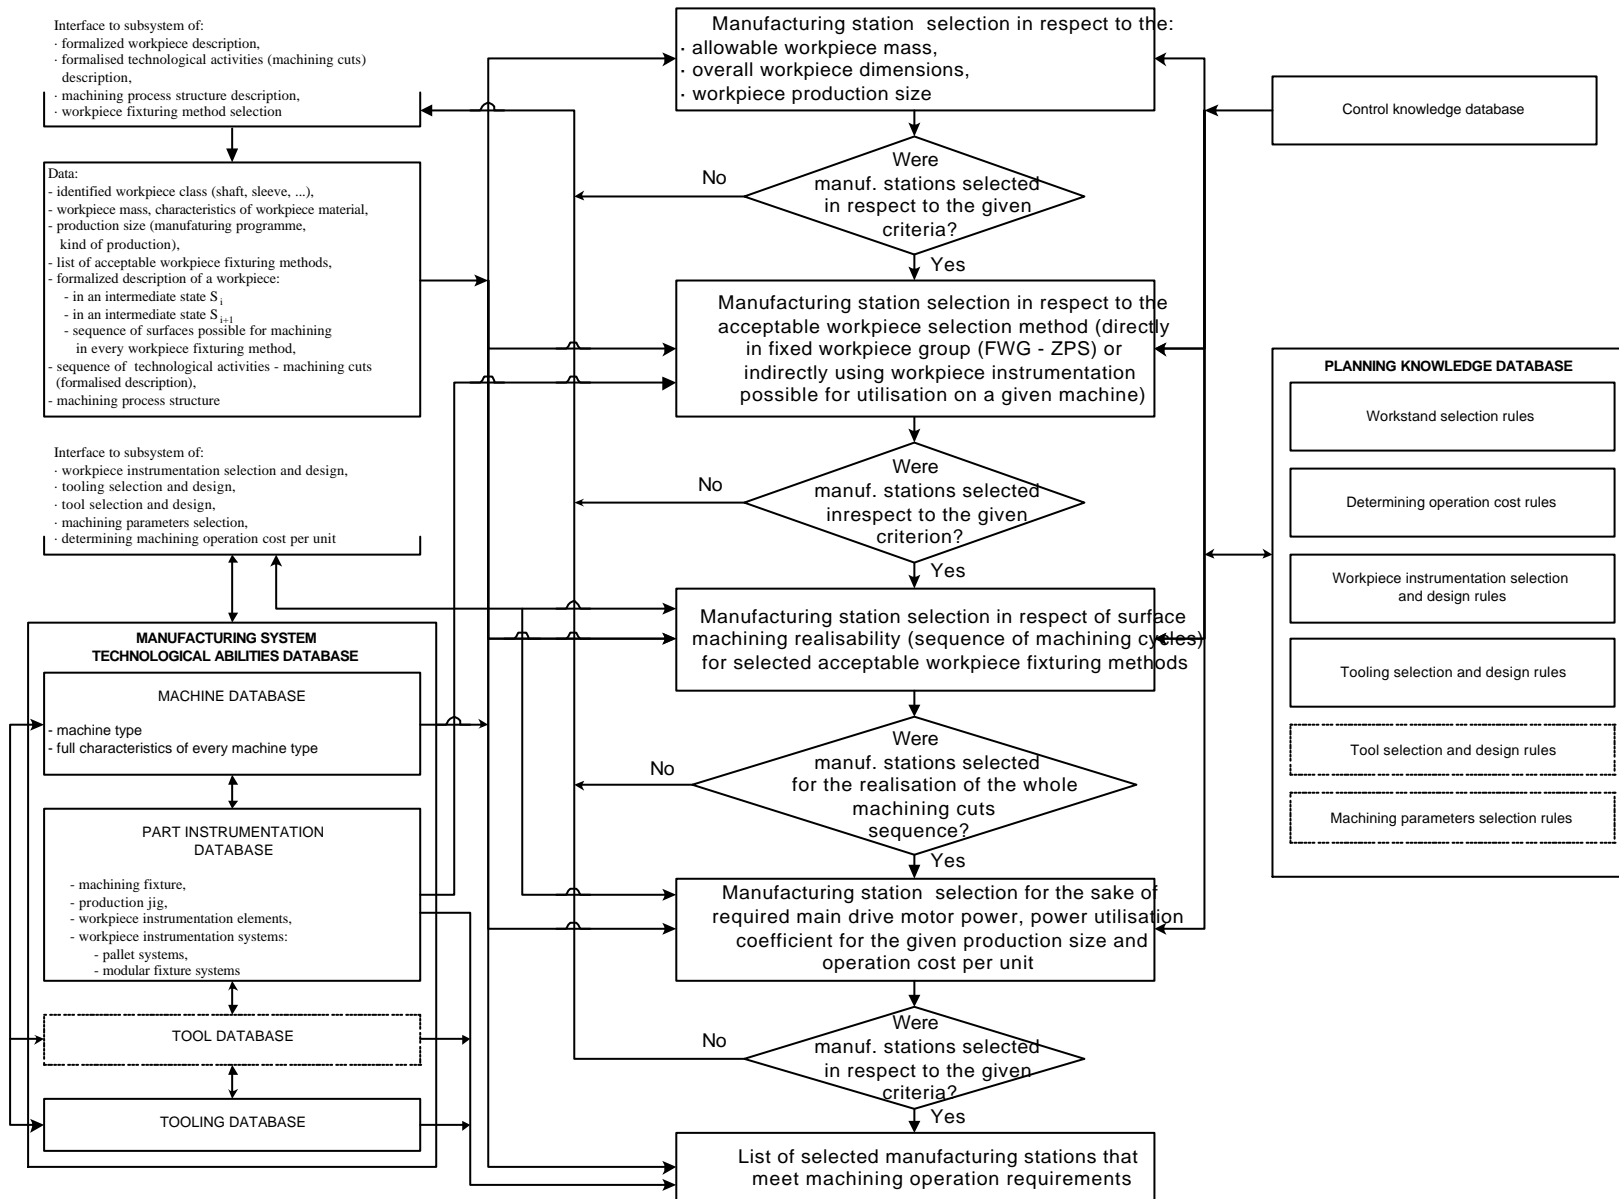 Interface to subsystem of:
· formalized workpiece description,
· formalised technological activities (machining cuts)
description,
· machining process structure description,
· workpiece fixturing method selection
Data:
- identified workpiece class (shaft, sleeve, ...),
- workpiece mass, characteristics of workpiece material,
- production size (manufaturing programme,
kind of production),
- list of acceptable workpiece fixturing methods,
- formalized description of a workpiece:
- in an intermediate state S i
- in an intermediate state S i+1
- sequence of surfaces possible for machining
in every workpiece fixturing method,
- sequence of technological activities - machining cuts
(formalised description),
- machining process structure
Interface to subsystem of:
· workpiece instrumentation selection and design,
· tooling selection and design,
· tool selection and design,
· machining parameters selection,
· determining machining operation cost per unit
MANUFACTURING SYSTEM
TECHNOLOGICAL ABILITIES DATABASE
MACHINE DATABASE
- machine type
- full characteristics of every machine type
PART INSTRUMENTATION
DATABASE
- machining fixture,
- production jig,
- workpiece instrumentation elements,
- workpiece instrumentation systems:
- pallet systems,
- modular fixture systems
TOOL DATABASE
TOOLING DATABASE
Manufacturing station selection in respect to the:
· allowable workpiece mass,
· overall workpiece dimensions,
· workpiece production size
Were
manuf. stations selected
in respect to the given
criteria?
No
Yes
Manufacturing station selection in respect to the
acceptable workpiece selection method (directly
in fixed workpiece group (FWG - ZPS) or
indirectly using workpiece instrumentation
possible for utilisation on a given machine)
Were
manuf. stations selected
inrespect to the given
criterion?
No
Yes
Manufacturing station selection in respect of surface
machining realisability (sequence of machining cycles)
for selected acceptable workpiece fixturing methods
Were
manuf. stations selected
for the realisation of the whole
machining cuts
sequence?
No
Yes
Manufacturing station selection for the sake of
required main drive motor power, power utilisation
coefficient for the given production size and
operation cost per unit
Were
manuf. stations selected
in respect to the given
criteria?
No
Yes
List of selected manufacturing stations that
meet machining operation requirements
Control knowledge database
PLANNING KNOWLEDGE DATABASE
Workstand selection rules
Determining operation cost rules
Workpiece instrumentation selection
and design rules
Tooling selection and design rules
Tool selection and design rules
Machining parameters selection rules